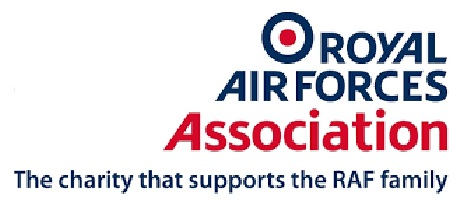 ROYAL
AIR FORCES
Association
The charity that supports the RAF family